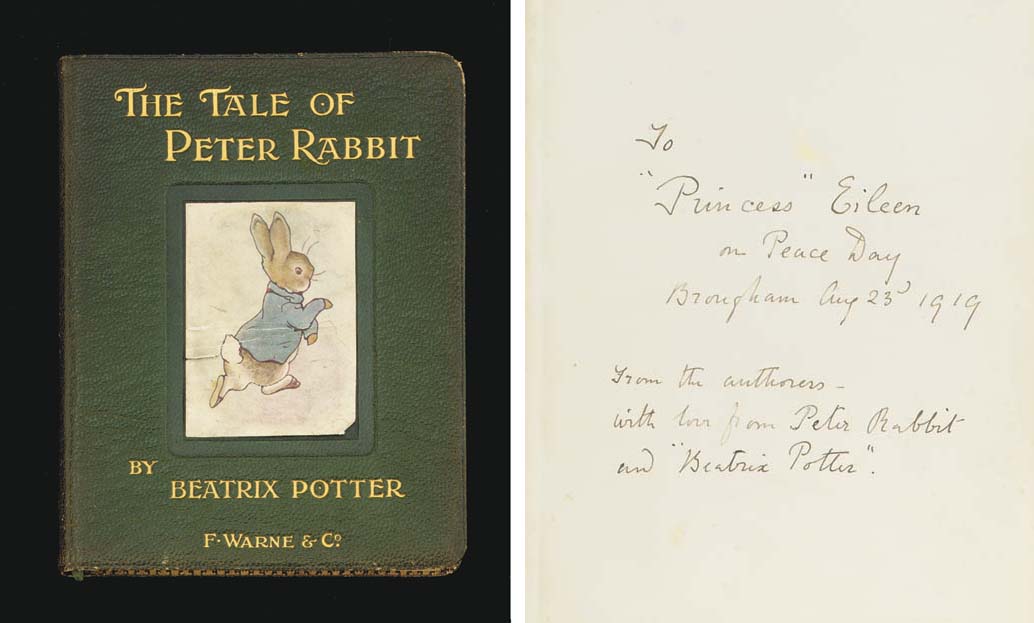 THE TALE OF
PETER RABBIT
BY
BEATRIX POTTER
F. WARNE & Co.
To
"Princess" Eileen
on Peace Day
Brougham Aug 23d 1919
From the authoress –
with love from Peter Rabbit
and "Beatrix Potter".